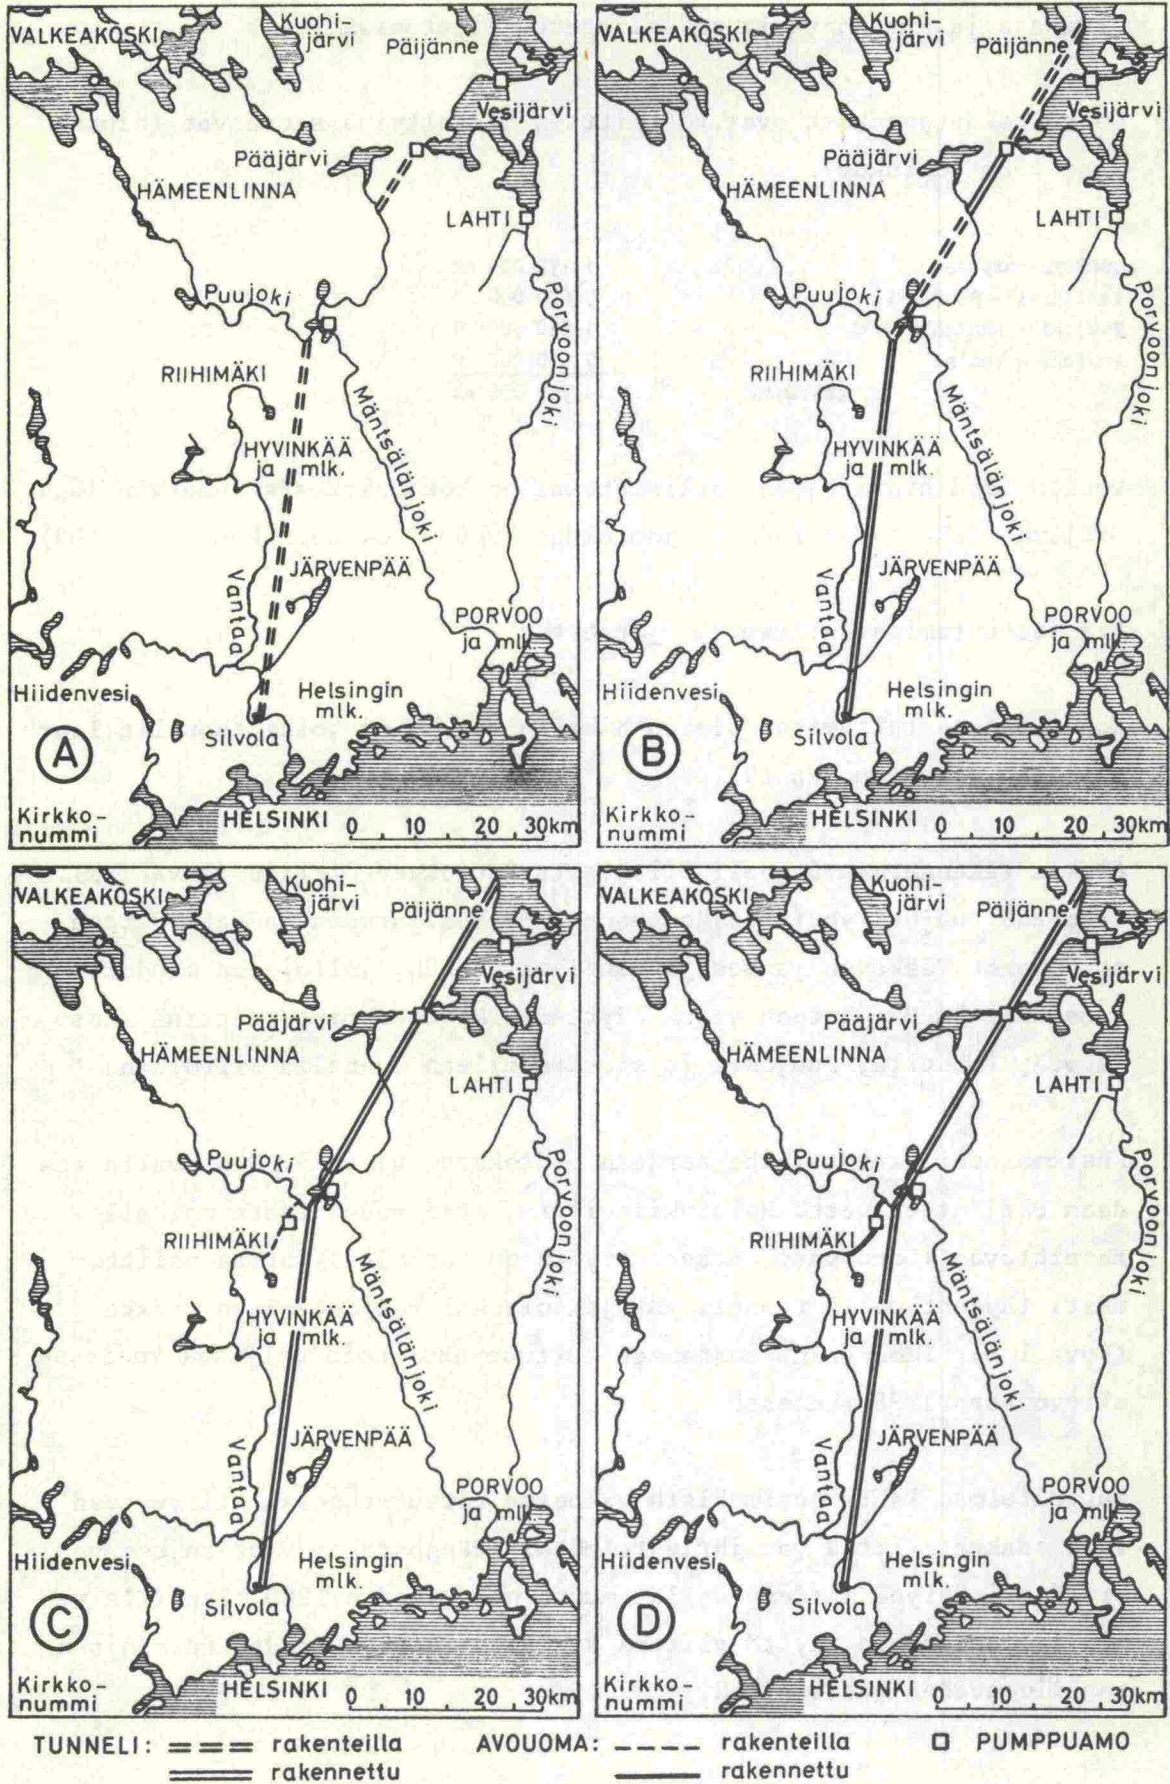 VALKEAKOSKI
Kuohi-
järvi
Päijänne
Vesijärvi
Pääjärvi
HÄMEENLINNA
LAHTI
Puujoki
Porvoonjoki
RIIHIMÄKI
Mäntsälänjoki
HYVINKÄÄ
ja mlk.
JÄRVENPÄÄ
Vantaa
PORVOO
ja mlk.
Hiidenvesi
Helsingin
mlk.
Silvola
A
Kirkko-
nummi
HELSINKI
0 10 20 30km
VALKEAKOSKI
Kuohi-
järvi
Päijänne
Vesijärvi
Pääjärvi
HÄMEENLINNA
LAHTI
Puujoki
Porvoonjoki
RIIHIMÄKI
Mäntsälänjoki
HYVINKÄÄ
ja mlk.
JÄRVENPÄÄ
Vantaa
PORVOO
ja mlk.
Hiidenvesi
Helsingin
mlk.
Silvola
B
Kirkko-
nummi
HELSINKI
0 10 20 30km
VALKEAKOSKI
Kuohi-
järvi
Päijänne
Vesijärvi
Pääjärvi
HÄMEENLINNA
LAHTI
Puujoki
Porvoonjoki
RIIHIMÄKI
Mäntsälänjoki
HYVINKÄÄ
ja mlk.
JÄRVENPÄÄ
Vantaa
PORVOO
ja mlk.
Hiidenvesi
Helsingin
mlk.
Silvola
C
Kirkko-
nummi
HELSINKI
0 10 20 30km
VALKEAKOSKI
Kuohi-
järvi
Päijänne
Vesijärvi
Pääjärvi
HÄMEENLINNA
LAHTI
Puujoki
Porvoonjoki
RIIHIMÄKI
Mäntsälänjoki
HYVINKÄÄ
ja mlk.
JÄRVENPÄÄ
Vantaa
PORVOO
ja mlk.
Hiidenvesi
Helsingin
mlk.
Silvola
D
Kirkko-
nummi
HELSINKI
0 10 20 30km
TUNNELI: rakenteilla AVOUOMA: rakenteilla PUMPPUAMO
rakennettu rakennettu